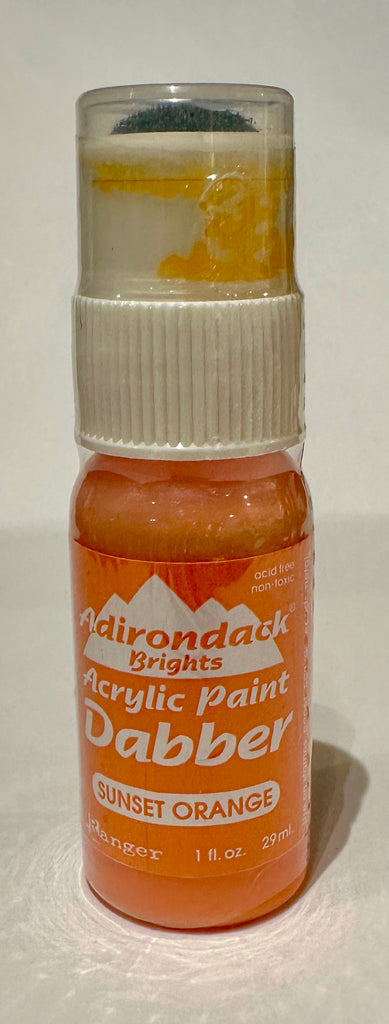 acid free
non-toxic
Adirondack®
Brights
Acrylic Paint
Dabber
SUNSET ORANGE
Ranger
1 fl. oz. 29ml.